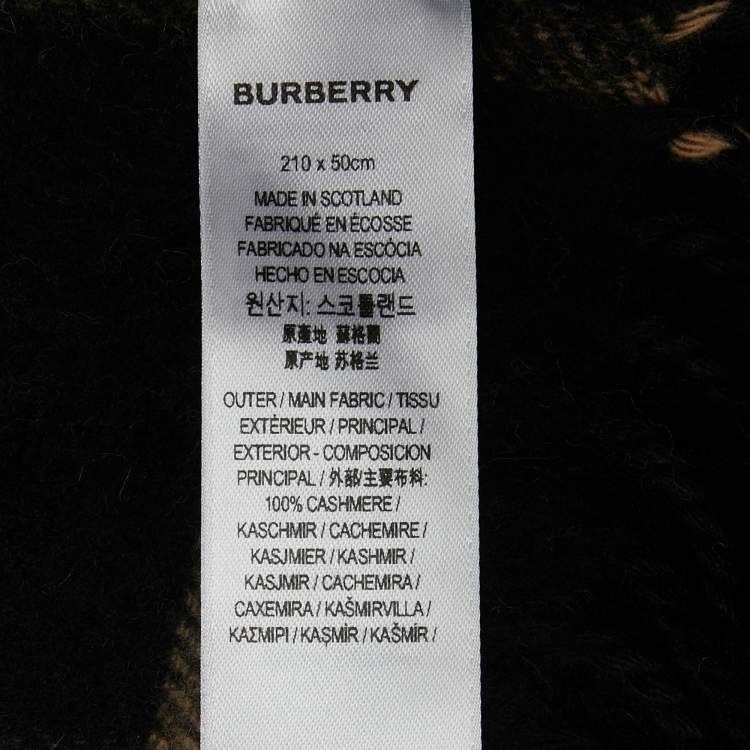 BURBERRY
210 x 50cm
MADE IN SCOTLAND
FABRIQUÉ EN ÉCOSSE
FABRICADO NA ESCÓCIA
HECHO EN ESCOCIA
원산지: 스코틀랜드
原產地 蘇格蘭
原产地 苏格兰
OUTER / MAIN FABRIC / TISSU
EXTÉRIEUR / PRINCIPAL /
EXTERIOR - COMPOSICION
PRINCIPAL / 外部/主要布料:
100% CASHMERE /
KASCHMIR / CACHEMIRE /
KASJMIER / KASHMIR /
KASJMIR / CACHEMIRA /
CAXEMIRA / KAŠMIRVILLA /
ΚΑΣΜΙΡΙ / KAŞMİR / KAŠMÍR /